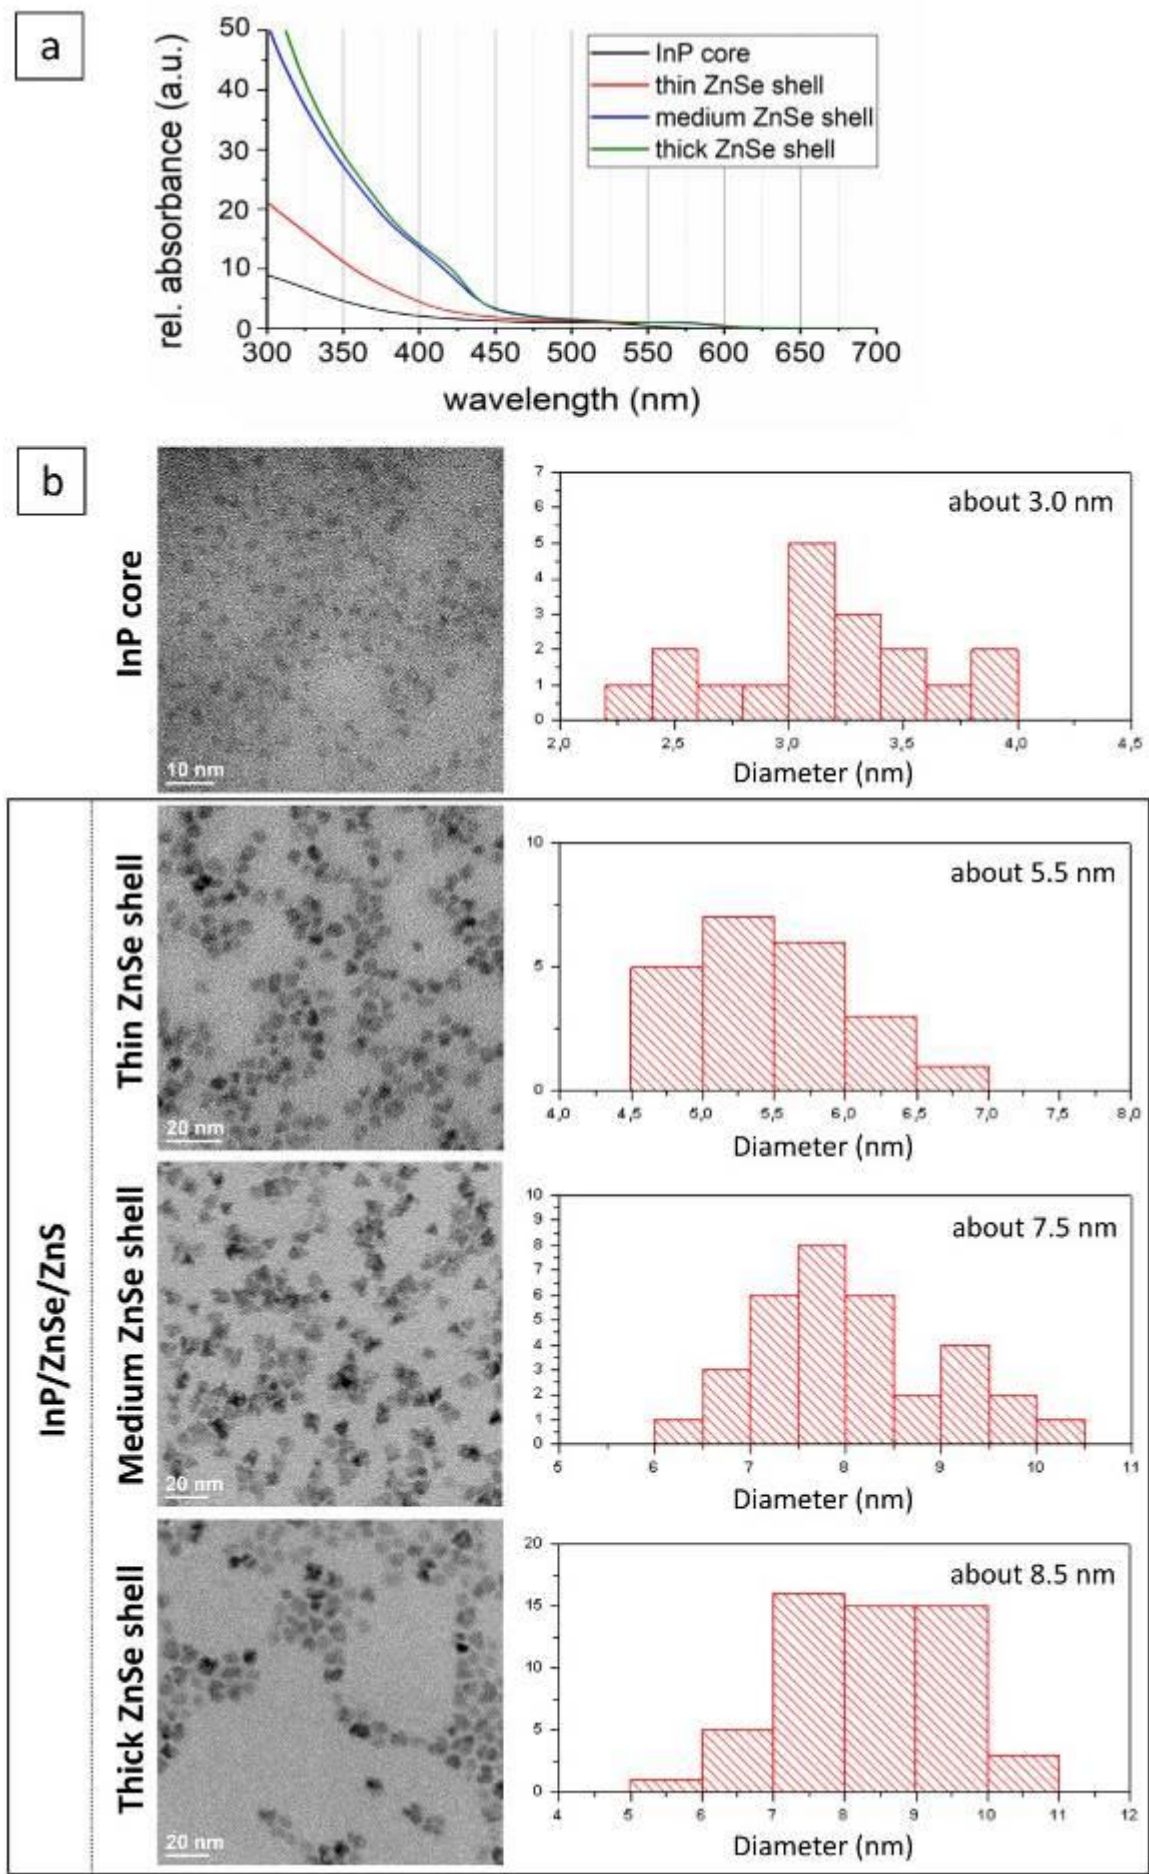 a
50
40
30
20
10
0
rel. absorbance (a.u.)
InP core
thin ZnSe shell
medium ZnSe shell
thick ZnSe shell
300 350 400 450 500 550 600 650 700
wavelength (nm)
b
InP core
10 nm
about 3.0 nm
7
6
5
4
3
2
1
0
2,0 2,5 3,0 3,5 4,0 4,5
Diameter (nm)
InP/ZnSe/ZnS
Thin ZnSe shell
20 nm
about 5.5 nm
10
5
0
4,0 4,5 5,0 5,5 6,0 6,5 7,0 7,5 8,0
Diameter (nm)
Medium ZnSe shell
20 nm
about 7.5 nm
10
9
8
7
6
5
4
3
2
1
0
5 6 7 8 9 10 11
Diameter (nm)
Thick ZnSe shell
20 nm
about 8.5 nm
20
15
10
5
0
4 5 6 7 8 9 10 11 12
Diameter (nm)